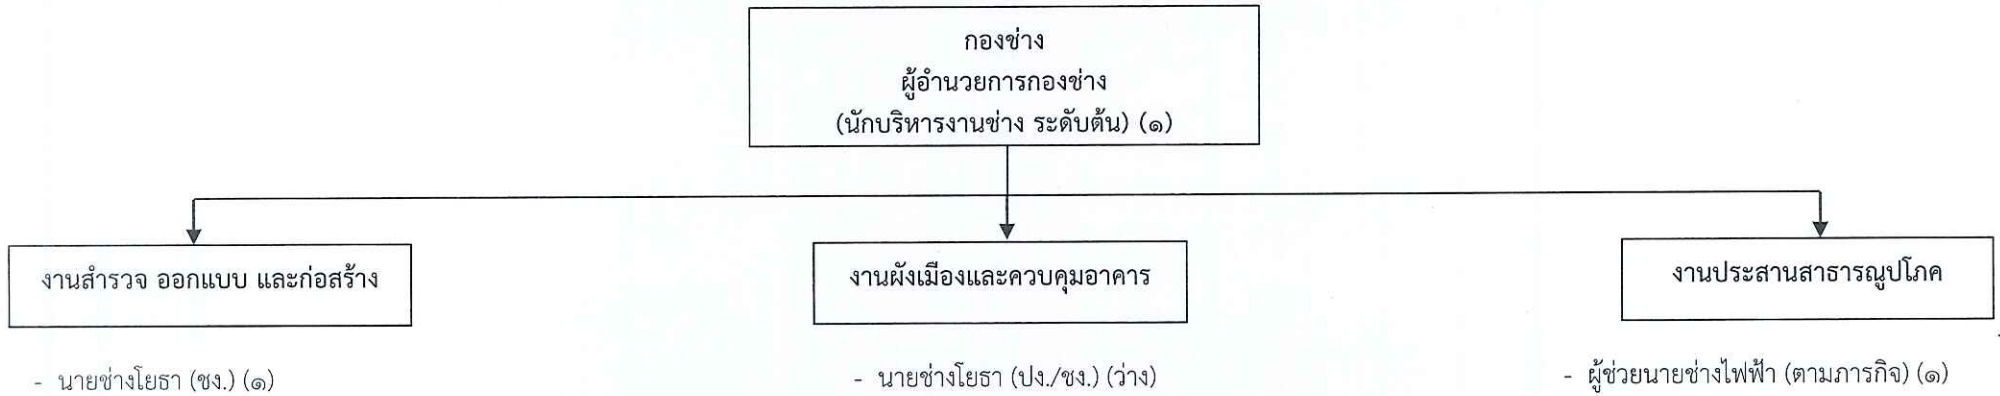 กองช่าง
ผู้อำนวยการกองช่าง
(นักบริหารงานช่าง ระดับต้น) (๑)
งานสำรวจ ออกแบบ และก่อสร้าง
งานผังเมืองและควบคุมอาคาร
งานประสานสาธารณูปโภค
- นายช่างโยธา (ชง.) (๑)
- นายช่างโยธา (ปง./ชง.) (ว่าง)
- ผู้ช่วยนายช่างไฟฟ้า (ตามภารกิจ) (๑)